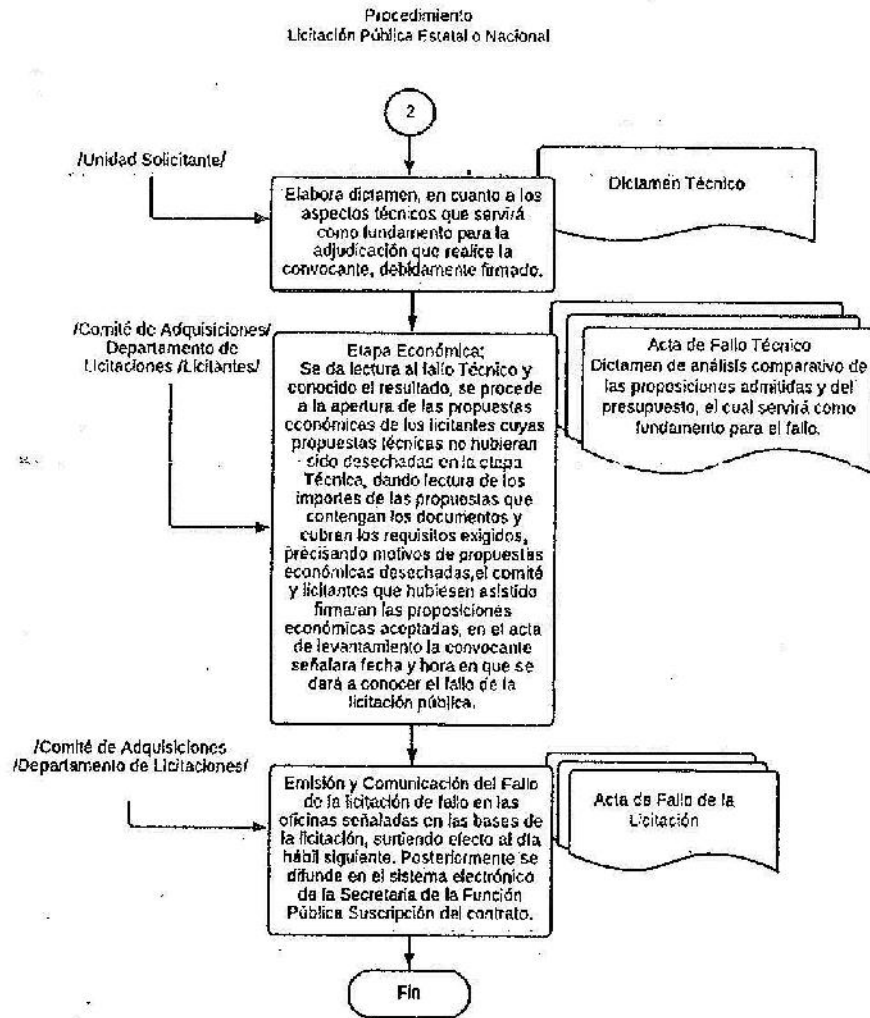 Procedimiento
Licitación Pública Estatal o Nacional
2
/Unidad Solicitante/
Elabora dictamen, en cuanto a los
aspectos técnicos que servirá
como fundamento para la
adjudicación que realice la
convocante, debidamente firmado.
Dictamen Técnico
/Comité de Adquisiciones/
Departamento de
Licitaciones /Licitantes/
Etapa Económica;
Se da lectura al fallo Técnico y
conocido el resultado, se procede
a la apertura de las propuestas
económicas de los licitantes cuyas
propuestas técnicas no hubieran
sido desechadas en la etapa
Técnica, dando lectura de los
importes de las propuestas que
contengan los documentos y
cubran los requisitos exigidos,
precisando motivos de propuestas
económicas desechadas,el comité
y licitantes que hubiesen asistido
firmaran las proposiciones
económicas aceptadas, en el acta
de levantamiento la convocante
señalara fecha y hora en que se
dará a conocer el fallo de la
licitación pública.
Acta de Fallo Técnico
Dictamen de análisis comparativo de
las proposiciones admitidas y del
presupuesto, el cual servirá como
fundamento para el fallo.
/Comité de Adquisiciones
/Departamento de Licitaciones/
Emisión y Comunicación del Fallo
de la licitación de fallo en las
oficinas señaladas en las bases de
la licitación, surtiendo efecto al día
hábil siguiente. Posteriormente se
difunde en el sistema electrónico
de la Secretaría de la Función
Pública Suscripción del contrato.
Acta de Fallo de la
Licitación
Fin